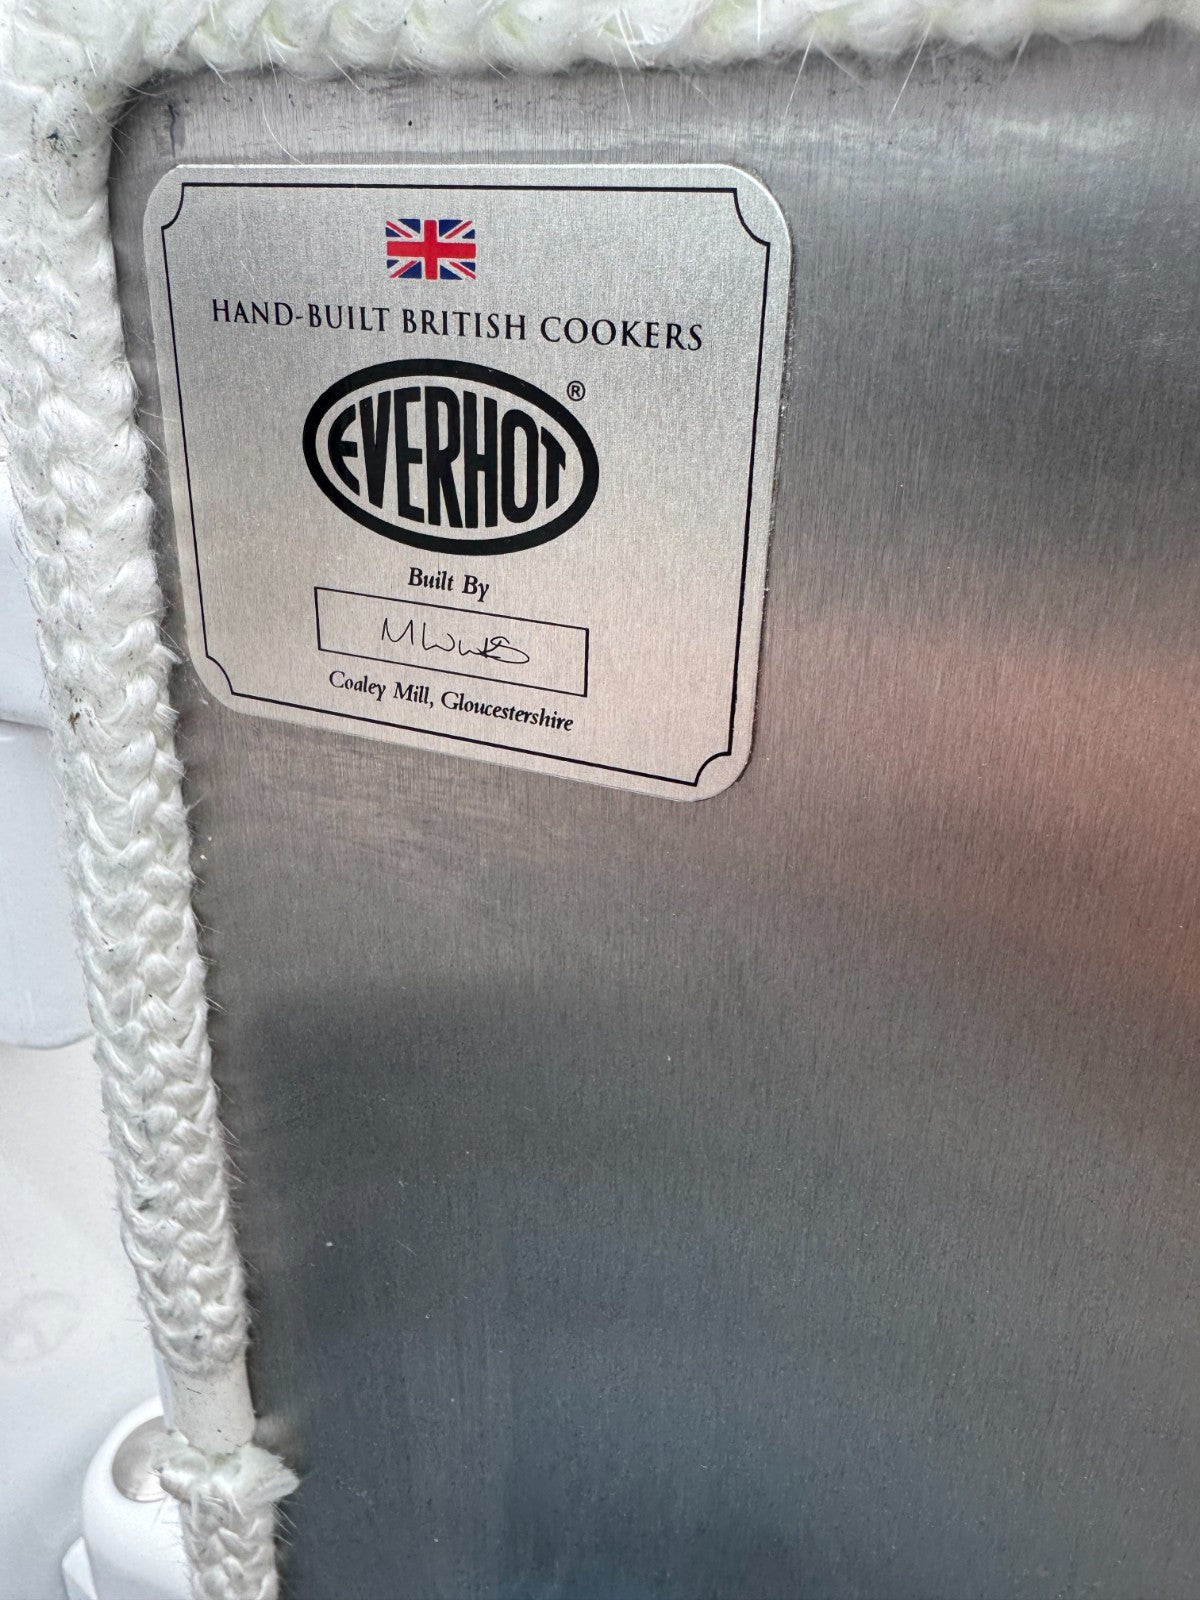 HAND-BUILT BRITISH COOKERS
EVERHOT®
Built By
Coaley Mill, Gloucestershire